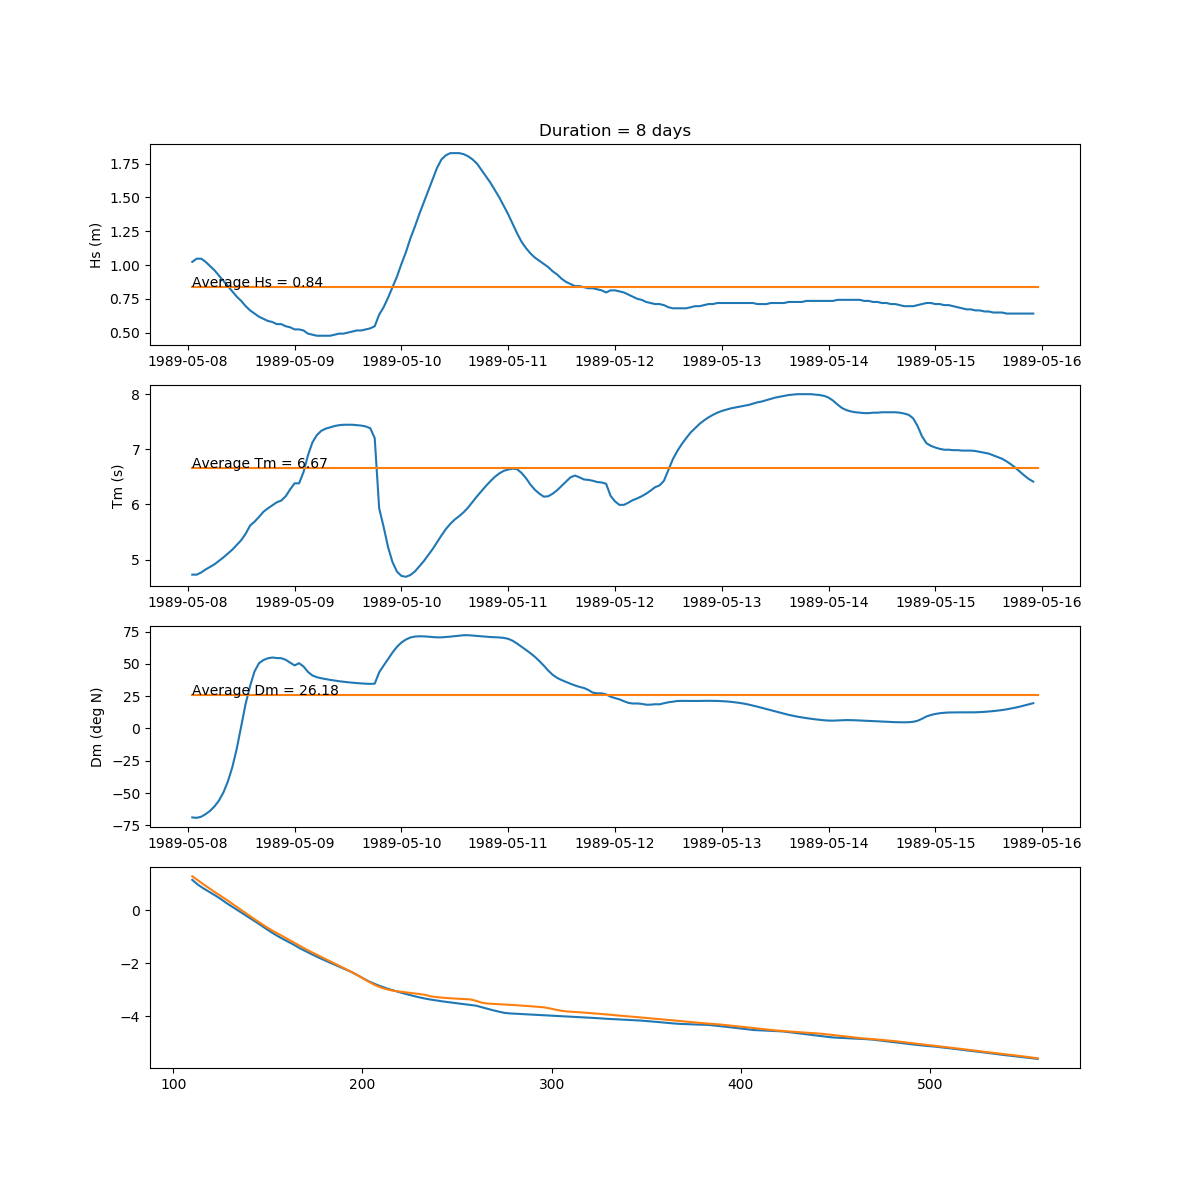 Duration = 8 days
1.75
1.50
1.25
1.00
0.75
0.50
Hs (m)
Average Hs = 0.84
1989-05-08 1989-05-09 1989-05-10 1989-05-11 1989-05-12 1989-05-13 1989-05-14 1989-05-15 1989-05-16
8
7
6
5
Tm (s)
Average Tm = 6.67
1989-05-08 1989-05-09 1989-05-10 1989-05-11 1989-05-12 1989-05-13 1989-05-14 1989-05-15 1989-05-16
75
50
25
0
−25
−50
−75
Dm (deg N)
Average Dm = 26.18
1989-05-08 1989-05-09 1989-05-10 1989-05-11 1989-05-12 1989-05-13 1989-05-14 1989-05-15 1989-05-16
0
−2
−4
100 200 300 400 500